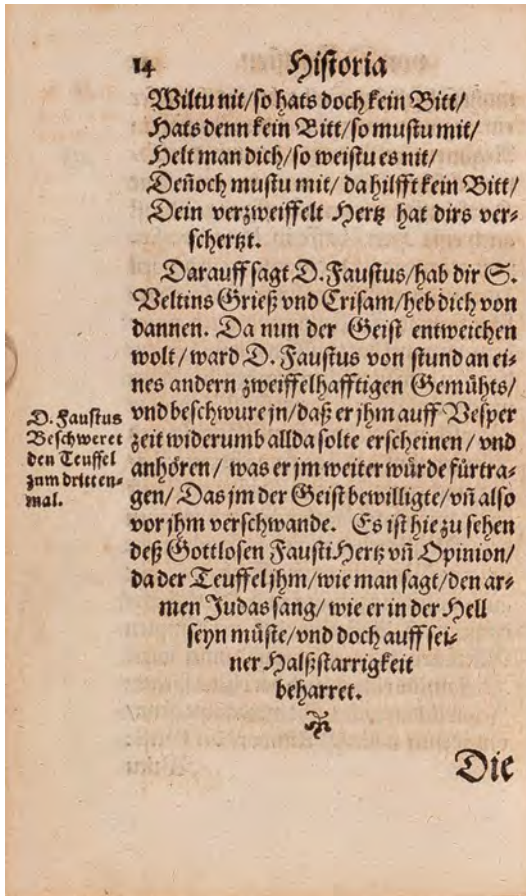 14 Historia
Wiltu nit/so hats doch kein Bitt/
Hats denn kein Bitt/so mustu mit/
Helt man dich/so weistu es nit/
Deñoch mustu mit/ da hilfft kein Bitt/
Dein verzweiffelt Hertz hat dirs ver-
schertzt.
Darauff sagt D. Faustus/hab dir S.
Veltins Grieß vnd Crisam/heb dich von
dannen. Da nun der Geist entweichen
wolt/ward D. Faustus von stund an ei-
nes andern zweiffelhafftigen Gemühts/
vnd beschwure jn/daß er jhm auff Vesper
zeit widerumb allda solte erscheinen/ vnd
anhören/ was er jm weiter würde fürtra-
gen/ Das jm der Geist bewilligte/vñ also
vor jhm verschwande. Es ist hie zu sehen
deß Gottlosen Fausti Hertz vñ Opinion/
da der Teuffel jhm/wie man sagt/den ar-
men Judas sang/ wie er in der Hell
seyn müste/vnd doch auff sei-
ner Halßstarrigkeit
beharret.
D. Faustus
Beschweret
den Teuffel
zum dritten-
mal.
Die